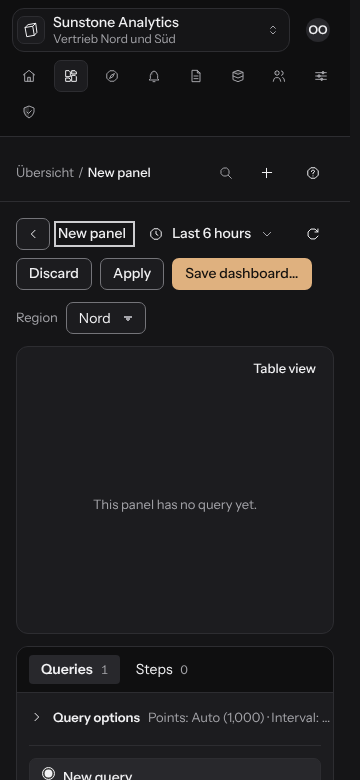 Sunstone Analytics
Vertrieb Nord und Süd
OO
Übersicht / New panel
New panel
Last 6 hours
Discard
Apply
Save dashboard...
Region
Nord
Table view
This panel has no query yet.
Queries 1
Steps 0
Query options Points: Auto (1,000) · Interval: ...
New query